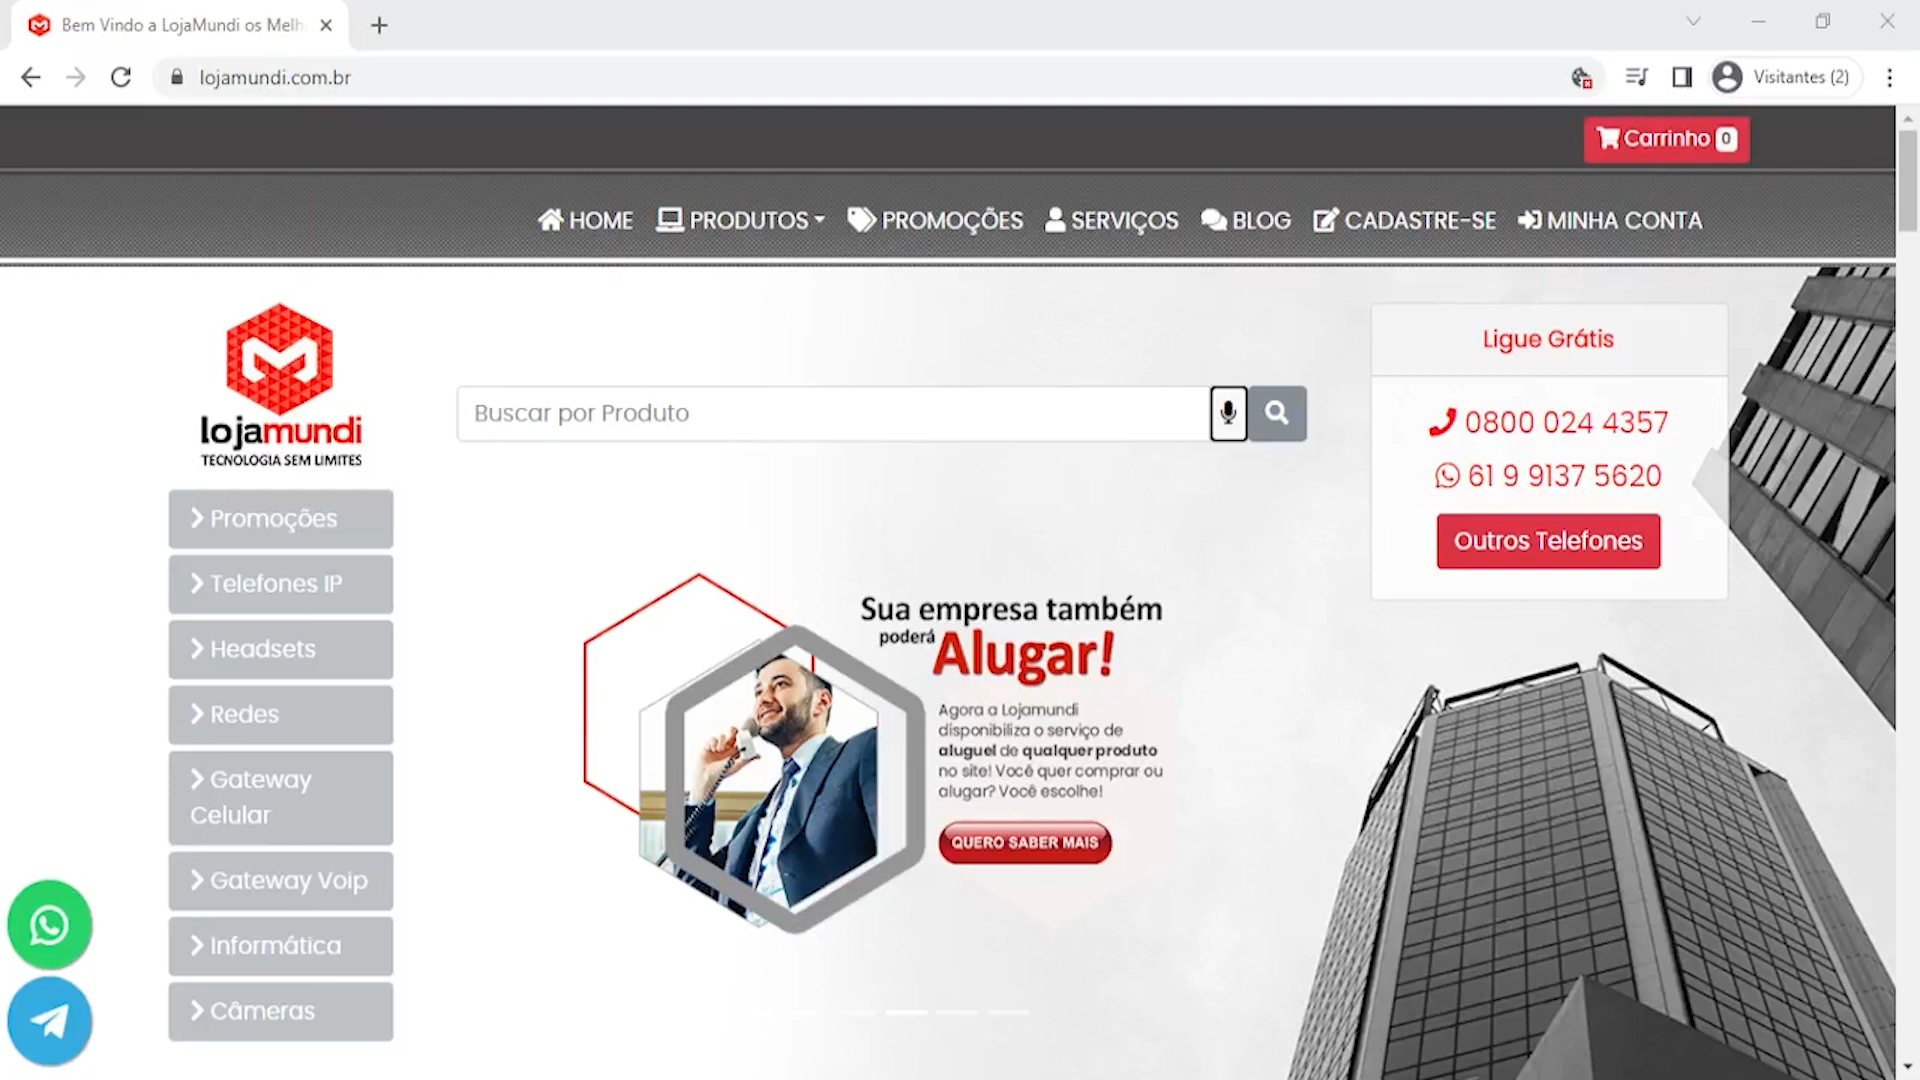 Bem Vindo a LojaMundi os Melh
lojamundi.com.br
Visitantes (2)
Carrinho 0
HOME PRODUTOS PROMOÇÕES SERVIÇOS BLOG CADASTRE-SE MINHA CONTA
lojamundi
TECNOLOGIA SEM LIMITES
Buscar por Produto
Ligue Grátis
0800 024 4357
61 9 9137 5620
Outros Telefones
Promoções
Telefones IP
Headsets
Redes
Gateway
Celular
Gateway Voip
Informática
Câmeras
Sua empresa também
poderá Alugar!
Agora a Lojamundi
disponibiliza o serviço de
aluguel de qualquer produto
no site! Você quer comprar ou
alugar? Você escolhe!
QUERO SABER MAIS